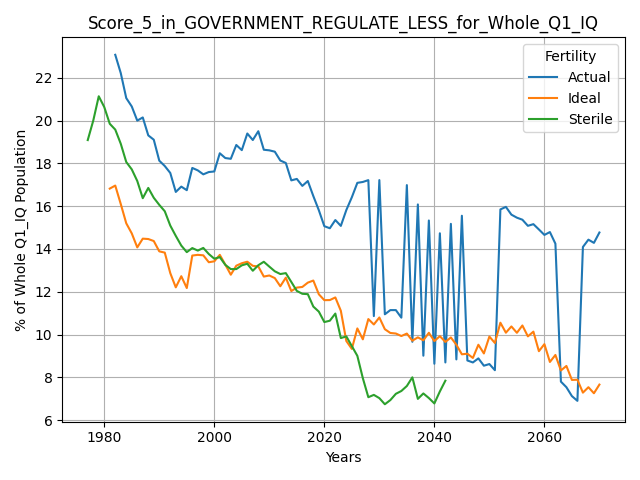 Score_5_in_GOVERNMENT_REGULATE_LESS_for_Whole_Q1_IQ
Fertility
Actual
Ideal
Sterile
% of Whole Q1_IQ Population
22
20
18
16
14
12
10
8
6
1980
2000
2020
2040
2060
Years